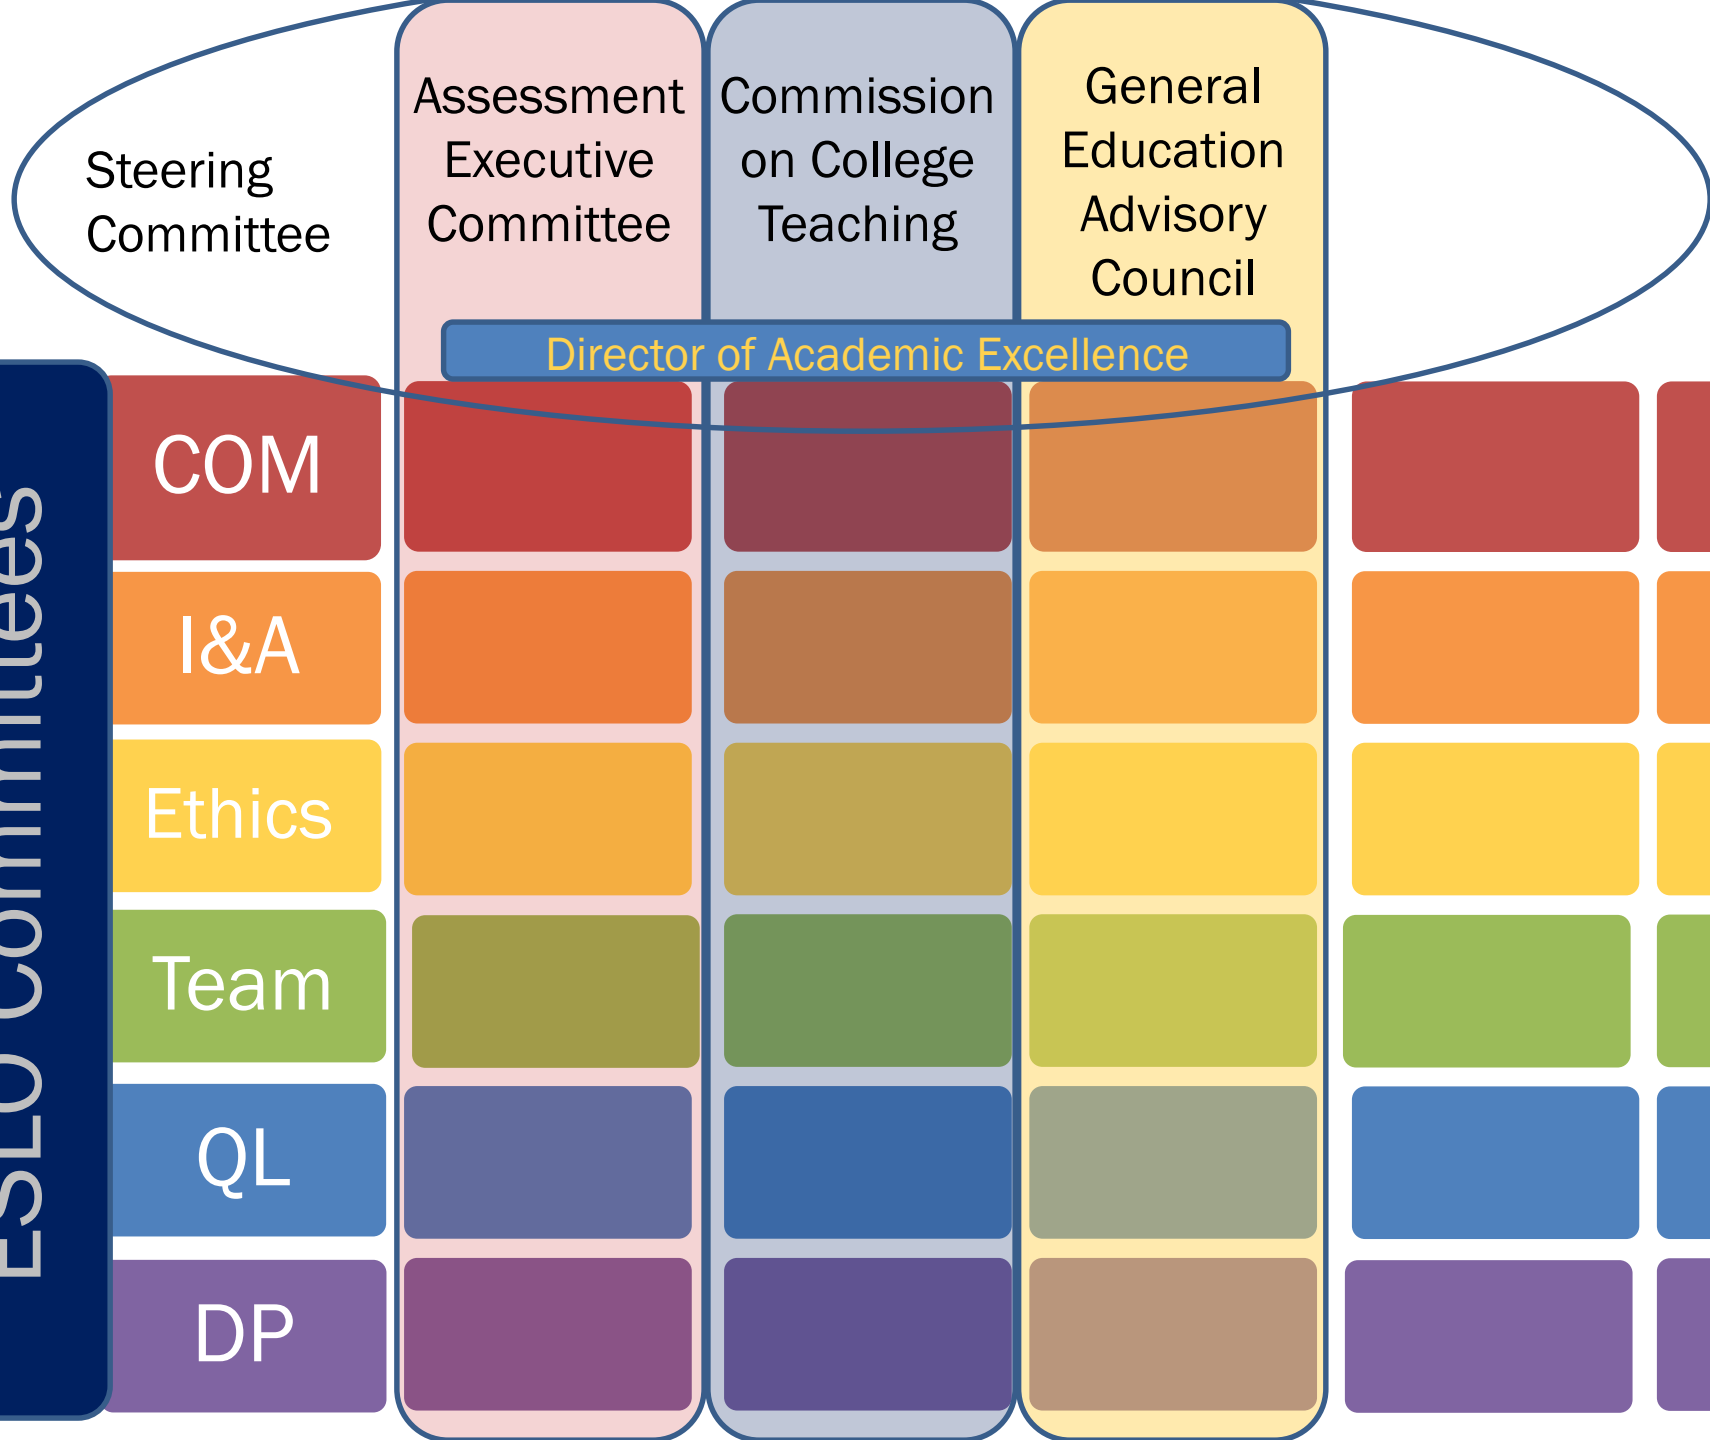 Steering
Committee
Assessment
Executive
Committee
Commission
on College
Teaching
General
Education
Advisory
Council
Director of Academic Excellence
ESLO Committees
COM
I&A
Ethics
Team
QL
DP